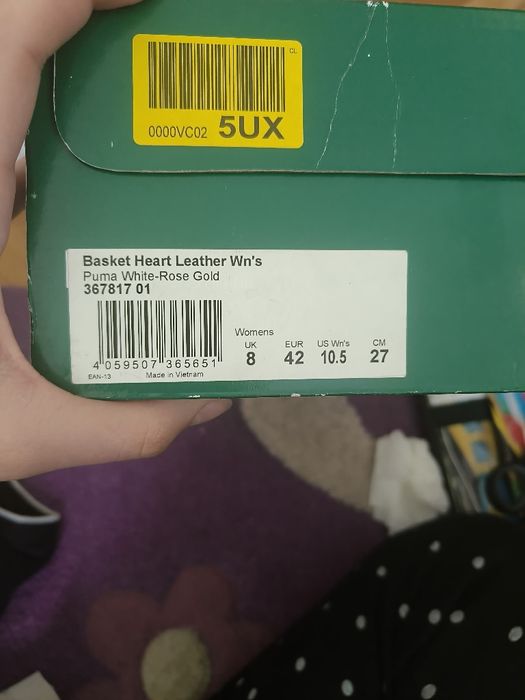 CL
0000VC02 5UX
Basket Heart Leather Wn's
Puma White-Rose Gold
367817 01
Womens
UK EUR US Wn's CM
8 42 10.5 27
4 059507 365651
EAN-13 Made in Vietnam